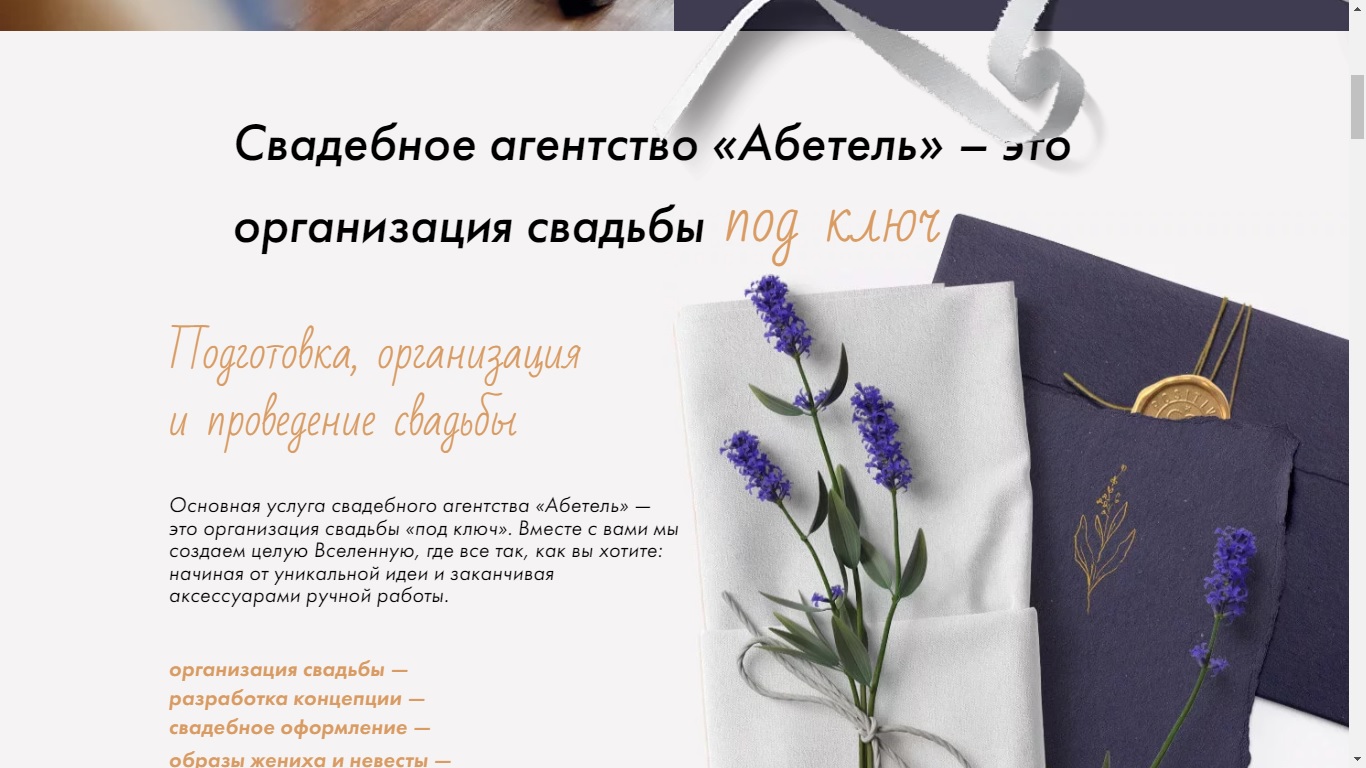 Свадебное агентство «Абетель» — это
организация свадьбы под ключ
Подготовка, организация
и проведение свадьбы
Основная услуга свадебного агентства «Абетель» —
это организация свадьбы «под ключ». Вместе с вами мы
создаем целую Вселенную, где все так, как вы хотите:
начиная от уникальной идеи и заканчивая
аксессуарами ручной работы.
организация свадьбы —
разработка концепции —
свадебное оформление —
образы жениха и невесты —